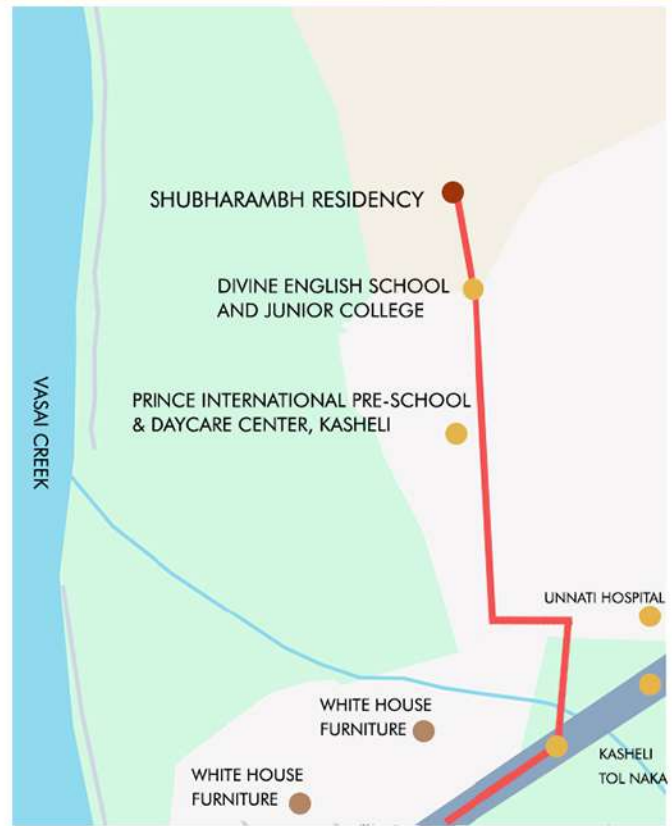 SHUBHARAMBH RESIDENCY
DIVINE ENGLISH SCHOOL
AND JUNIOR COLLEGE
PRINCE INTERNATIONAL PRE-SCHOOL
& DAYCARE CENTER, KASHELI
VASAI CREEK
UNNATI HOSPITAL
WHITE HOUSE
FURNITURE
KASHELI
TOL NAKA
WHITE HOUSE
FURNITURE